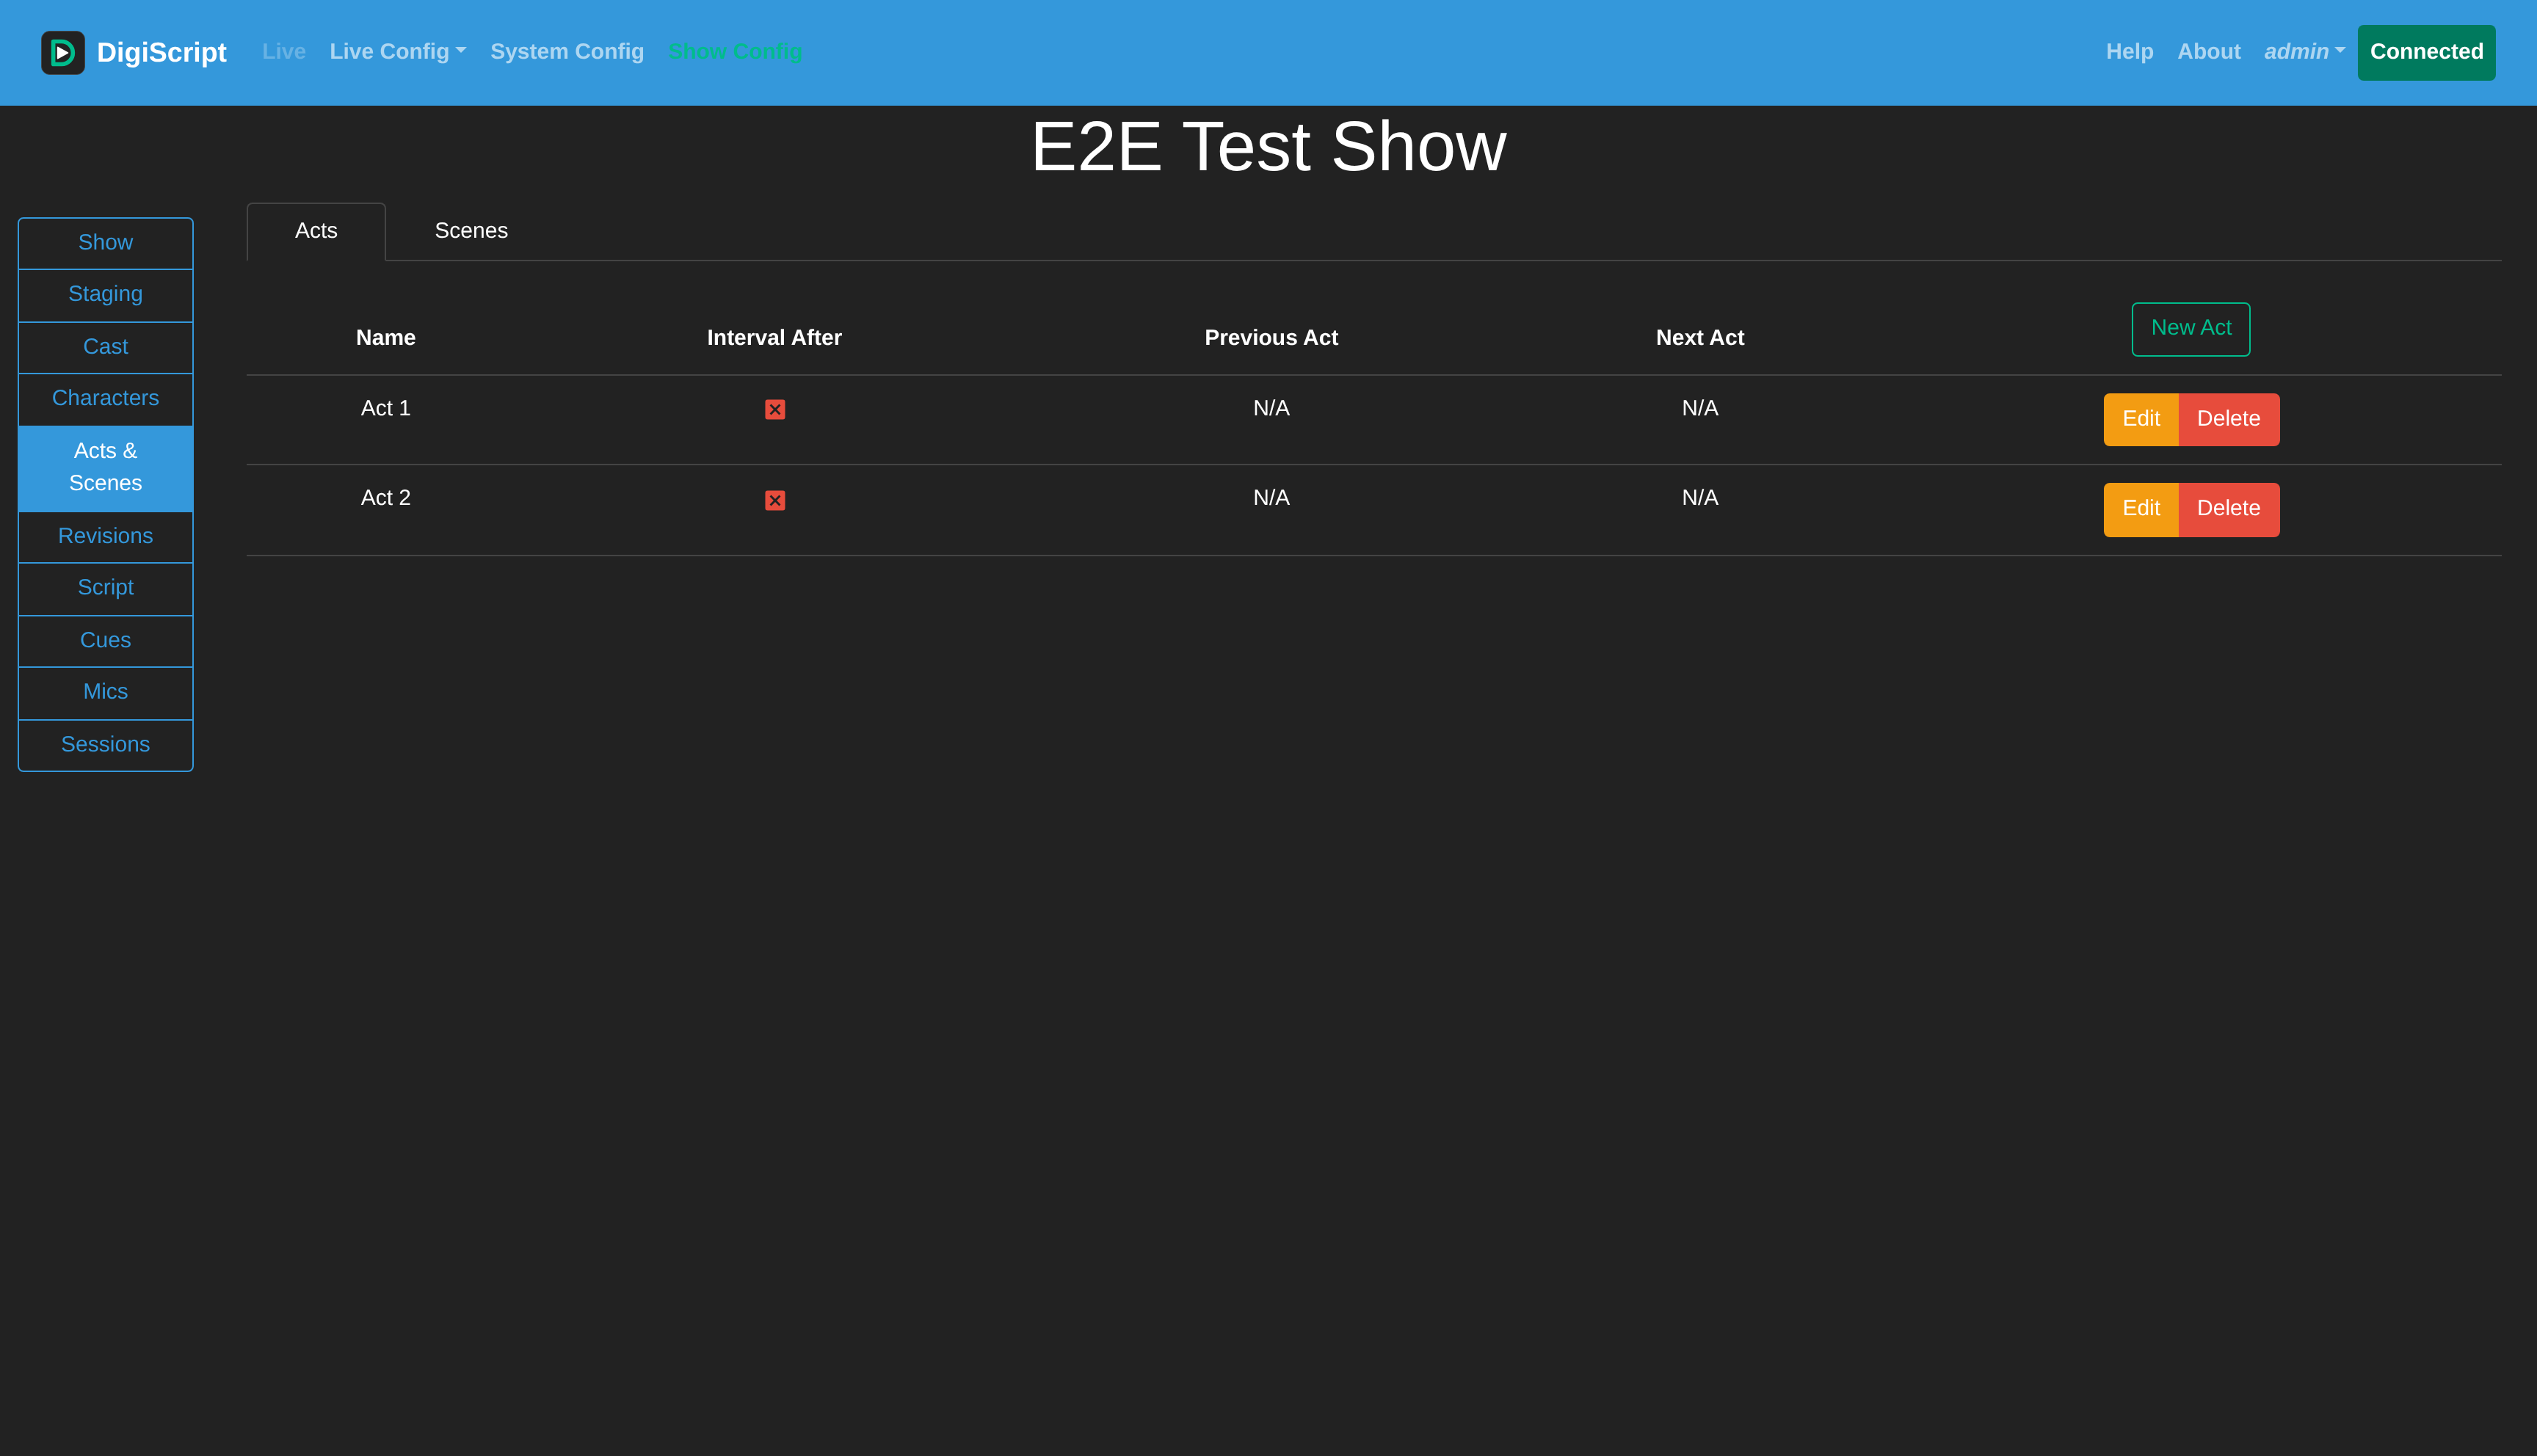 DigiScript Live Live Config System Config Show Config Help About admin Connected
E2E Test Show
Show
Staging
Cast
Characters
Acts &
Scenes
Revisions
Script
Cues
Mics
Sessions
Acts Scenes
Name Interval After Previous Act Next Act New Act
Act 1 N/A N/A Edit Delete
Act 2 N/A N/A Edit Delete